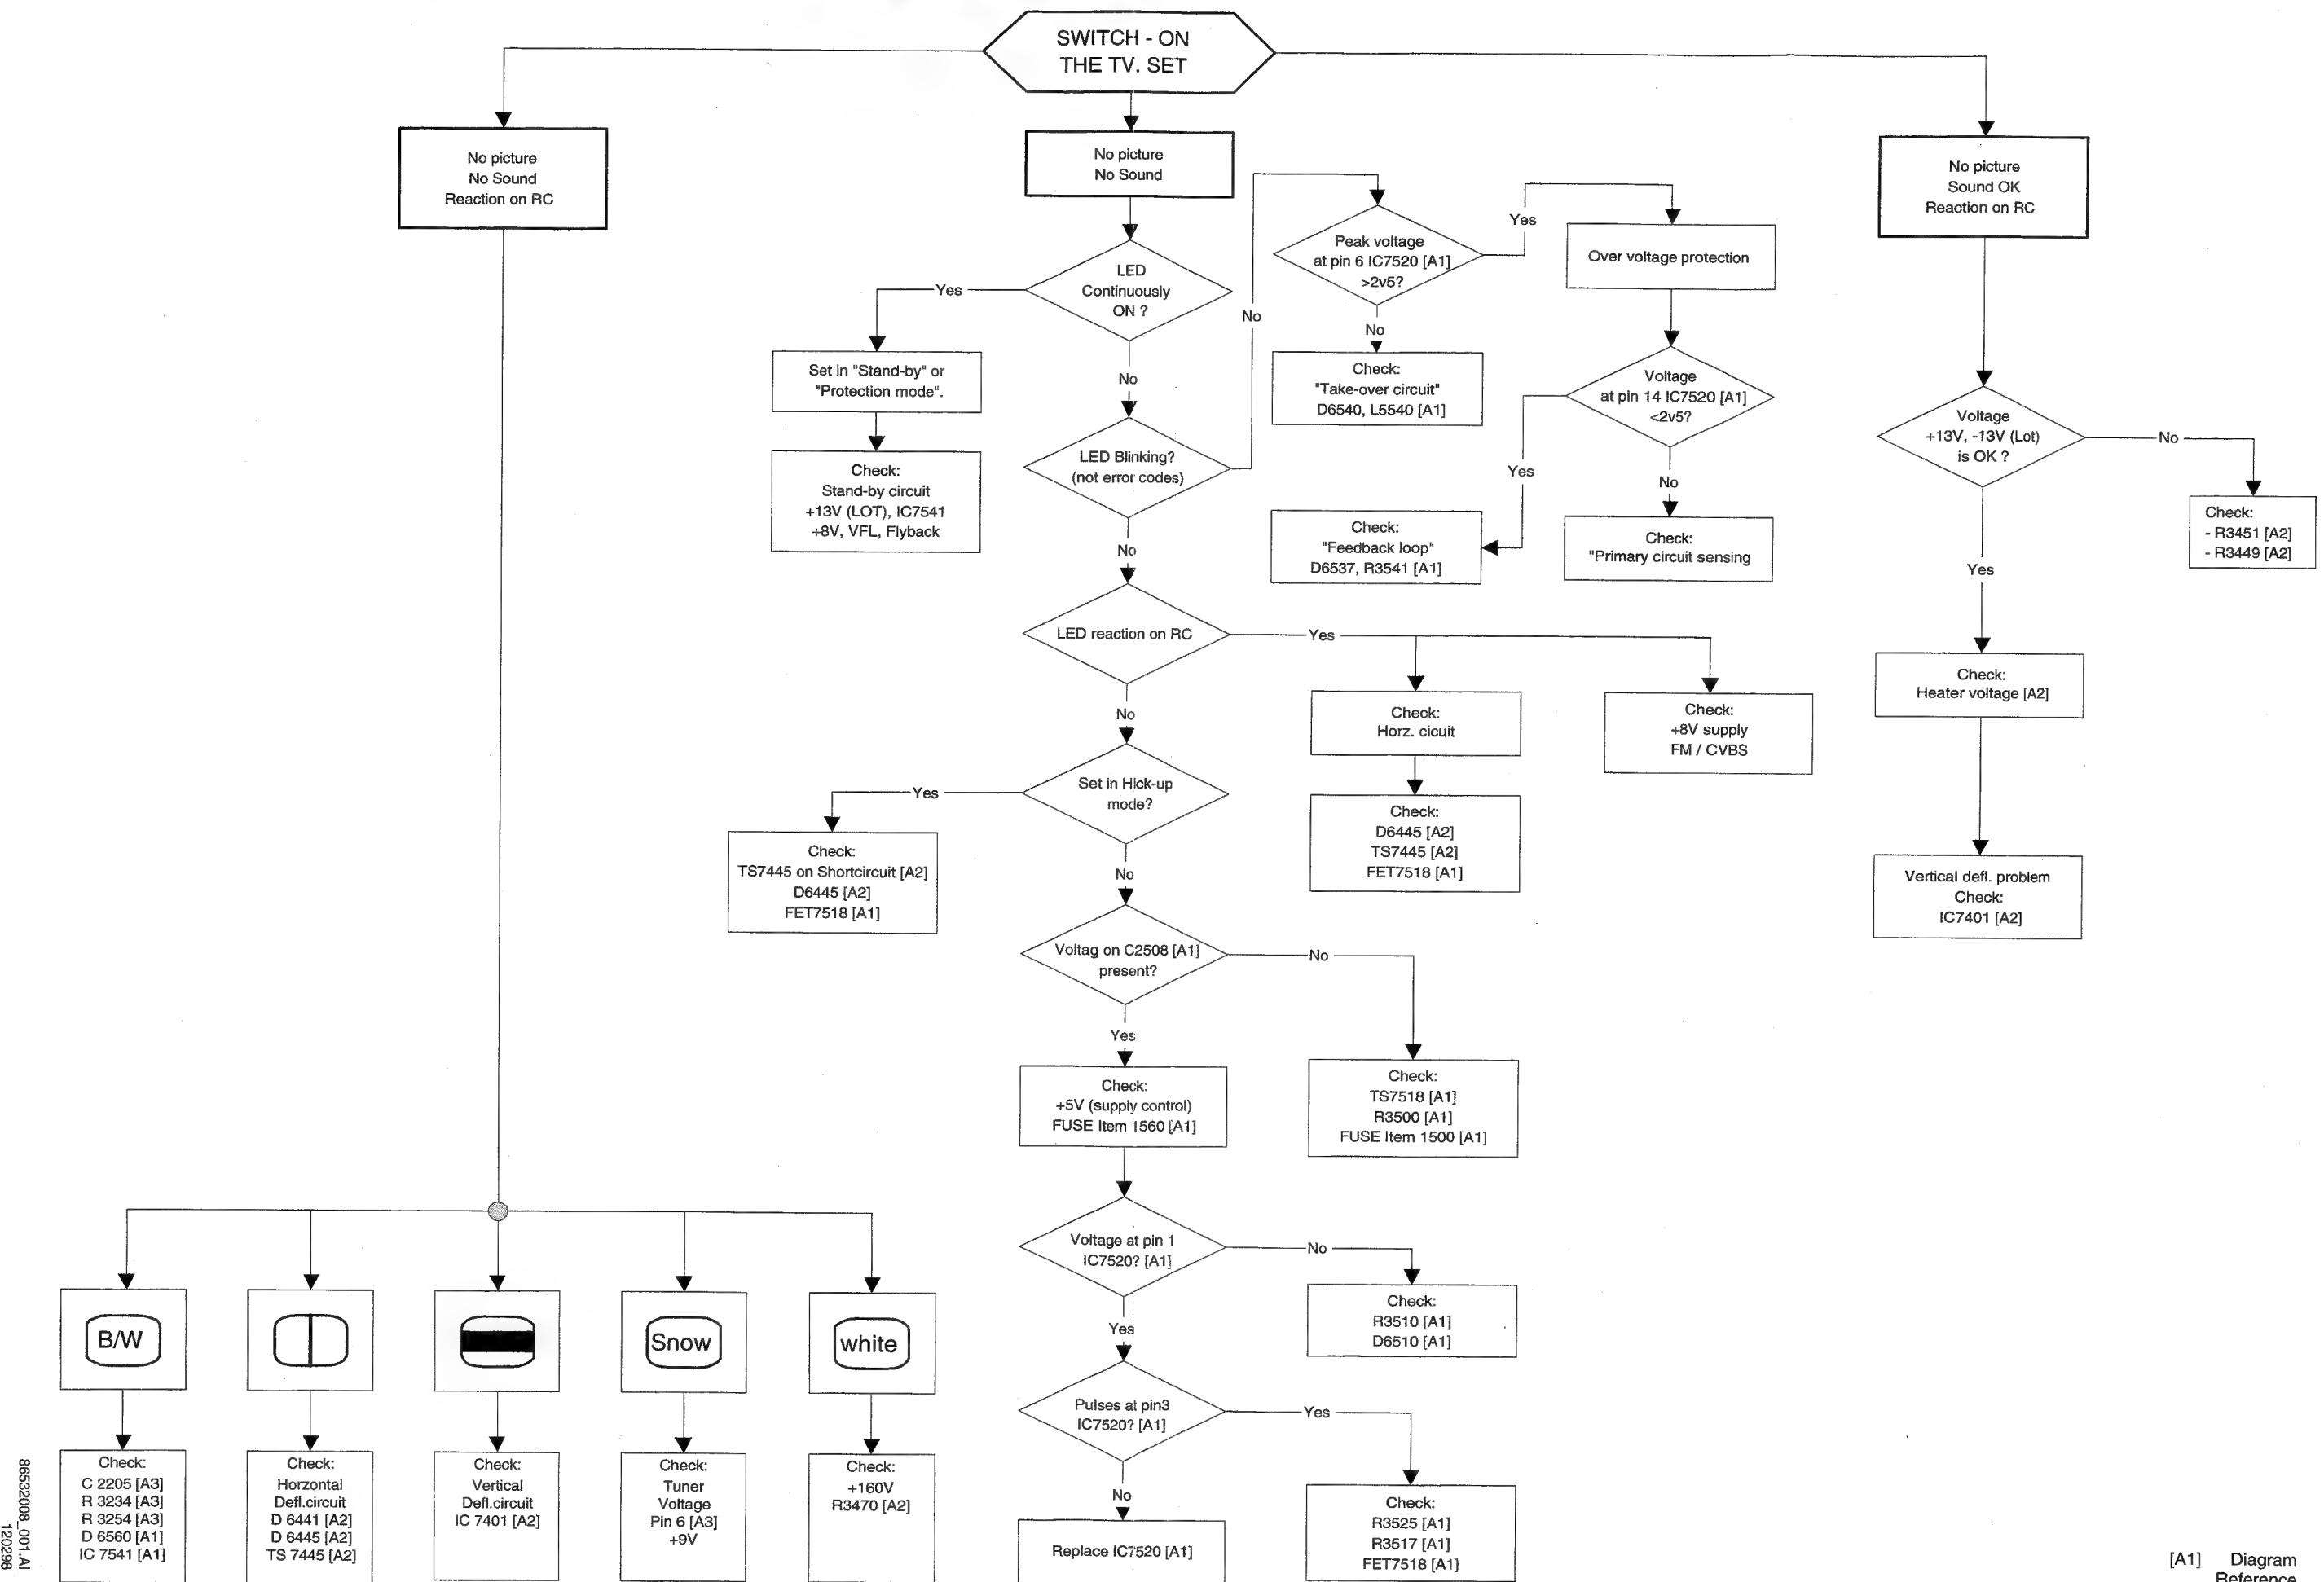 SWITCH - ON
THE TV. SET
No picture
No Sound
Reaction on RC
No picture
No Sound
No picture
Sound OK
Reaction on RC
LED
Continuously
ON ?
Yes
No
Set in "Stand-by" or
"Protection mode".
Check:
Stand-by circuit
+13V (LOT), IC7541
+8V, VFL, Flyback
LED Blinking?
(not error codes)
No
No
Peak voltage
at pin 6 IC7520 [A1]
>2v5?
Yes
No
Check:
"Take-over circuit"
D6540, L5540 [A1]
Over voltage protection
Voltage
at pin 14 IC7520 [A1]
<2v5?
Yes
No
Check:
"Feedback loop"
D6537, R3541 [A1]
Check:
"Primary circuit sensing
Voltage
+13V, -13V (Lot)
is OK ?
No
Yes
Check:
- R3451 [A2]
- R3449 [A2]
Check:
Heater voltage [A2]
Vertical defl. problem
Check:
IC7401 [A2]
LED reaction on RC
Yes
No
Check:
Horz. cicuit
Check:
+8V supply
FM / CVBS
Check:
D6445 [A2]
TS7445 [A2]
FET7518 [A1]
Set in Hick-up
mode?
Yes
No
Check:
TS7445 on Shortcircuit [A2]
D6445 [A2]
FET7518 [A1]
Voltag on C2508 [A1]
present?
No
Yes
Check:
+5V (supply control)
FUSE Item 1560 [A1]
Check:
TS7518 [A1]
R3500 [A1]
FUSE Item 1500 [A1]
Voltage at pin 1
IC7520? [A1]
No
Yes
Check:
R3510 [A1]
D6510 [A1]
Pulses at pin3
IC7520? [A1]
Yes
No
Replace IC7520 [A1]
Check:
R3525 [A1]
R3517 [A1]
FET7518 [A1]
B/W
Snow
white
Check:
C 2205 [A3]
R 3234 [A3]
R 3254 [A3]
D 6560 [A1]
IC 7541 [A1]
Check:
Horzontal
Defl.circuit
D 6441 [A2]
D 6445 [A2]
TS 7445 [A2]
Check:
Vertical
Defl.circuit
IC 7401 [A2]
Check:
Tuner
Voltage
Pin 6 [A3]
+9V
Check:
+160V
R3470 [A2]
86532008_001.AI
120298
[A1] Diagram
Reference